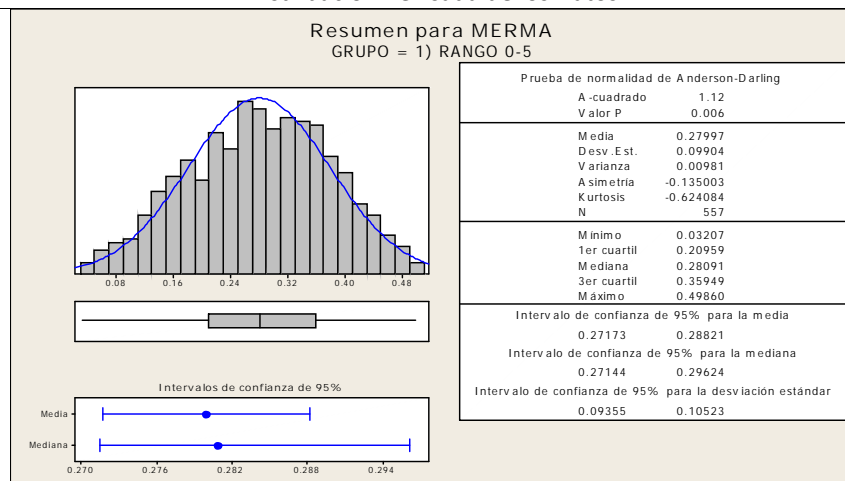 Resumen para MERMA
GRUPO = 1) RANGO 0-5
0.08 0.16 0.24 0.32 0.40 0.48
Intervalos de confianza de 95%
Media
Mediana
0.270 0.276 0.282 0.288 0.294
Prueba de normalidad de Anderson-Darling
A-cuadrado 1.12
Valor P 0.006
Media 0.27997
Desv.Est. 0.09904
Varianza 0.00981
Asimetría -0.135003
Kurtosis -0.624084
N 557
Mínimo 0.03207
1er cuartil 0.20959
Mediana 0.28091
3er cuartil 0.35949
Máximo 0.49860
Intervalo de confianza de 95% para la media
0.27173 0.28821
Intervalo de confianza de 95% para la mediana
0.27144 0.29624
Intervalo de confianza de 95% para la desviación estándar
0.09355 0.10523